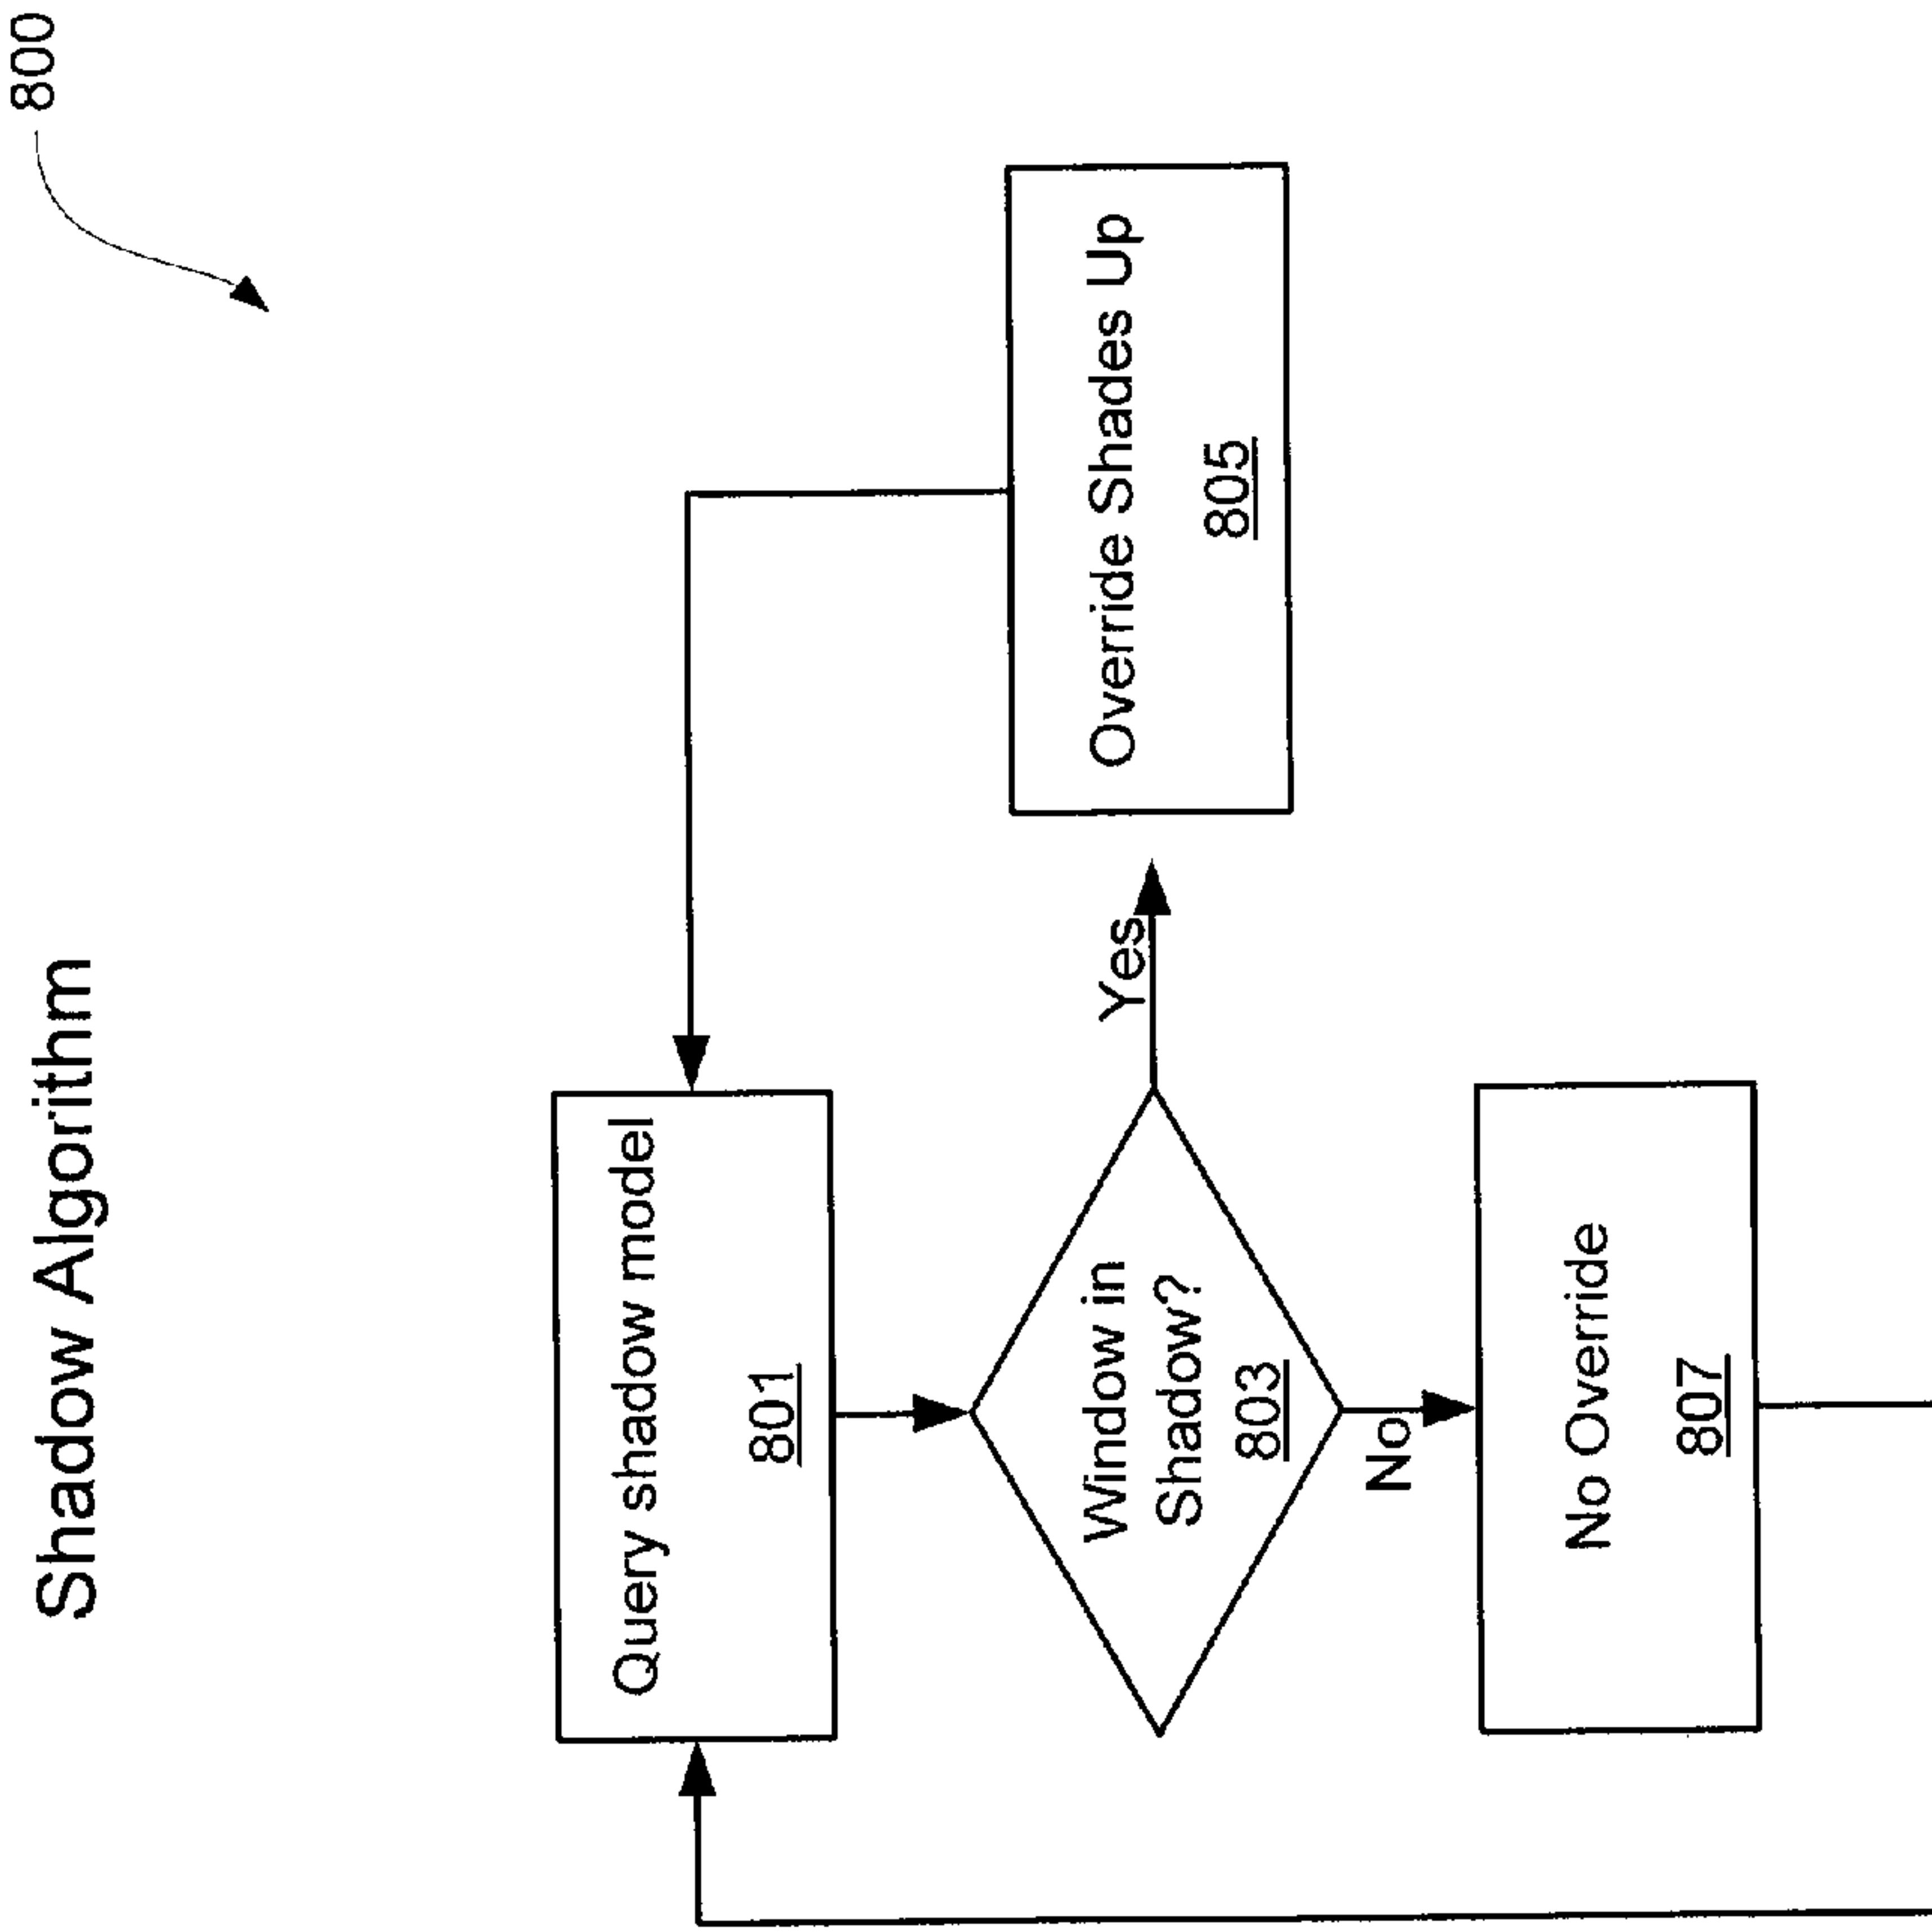 800
Shadow Algorithm
Query shadow model
801
Window in
Shadow?
803
Yes
Override Shades Up
805
No
No Override
807